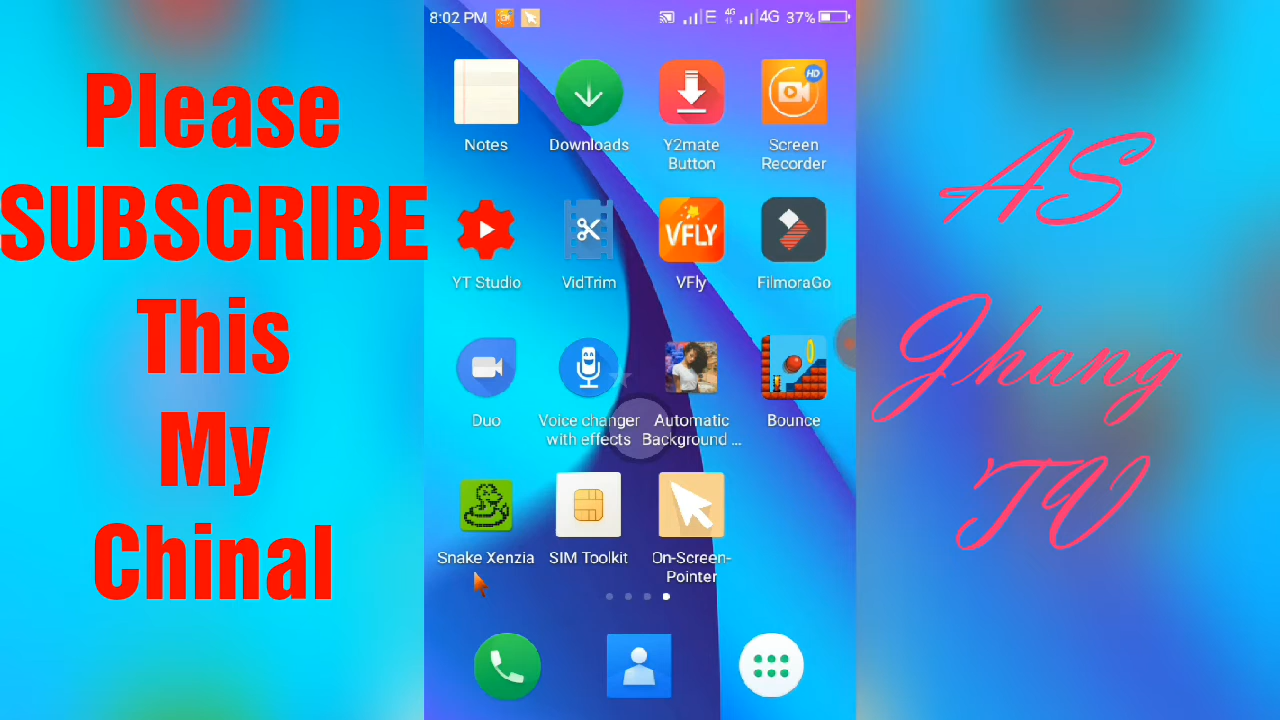 Please
SUBSCRIBE
This
My
Chinal
8:02 PM
E 4G 4G 37%
Notes
Downloads
Y2mate
Button
HD
Screen
Recorder
YT Studio
VidTrim
VFLY
VFly
FilmoraGo
Duo
Voice changer
with effects
Automatic
Background ...
Bounce
Snake Xenzia
SIM Toolkit
On-Screen-
Pointer
AS
Jhang
TV